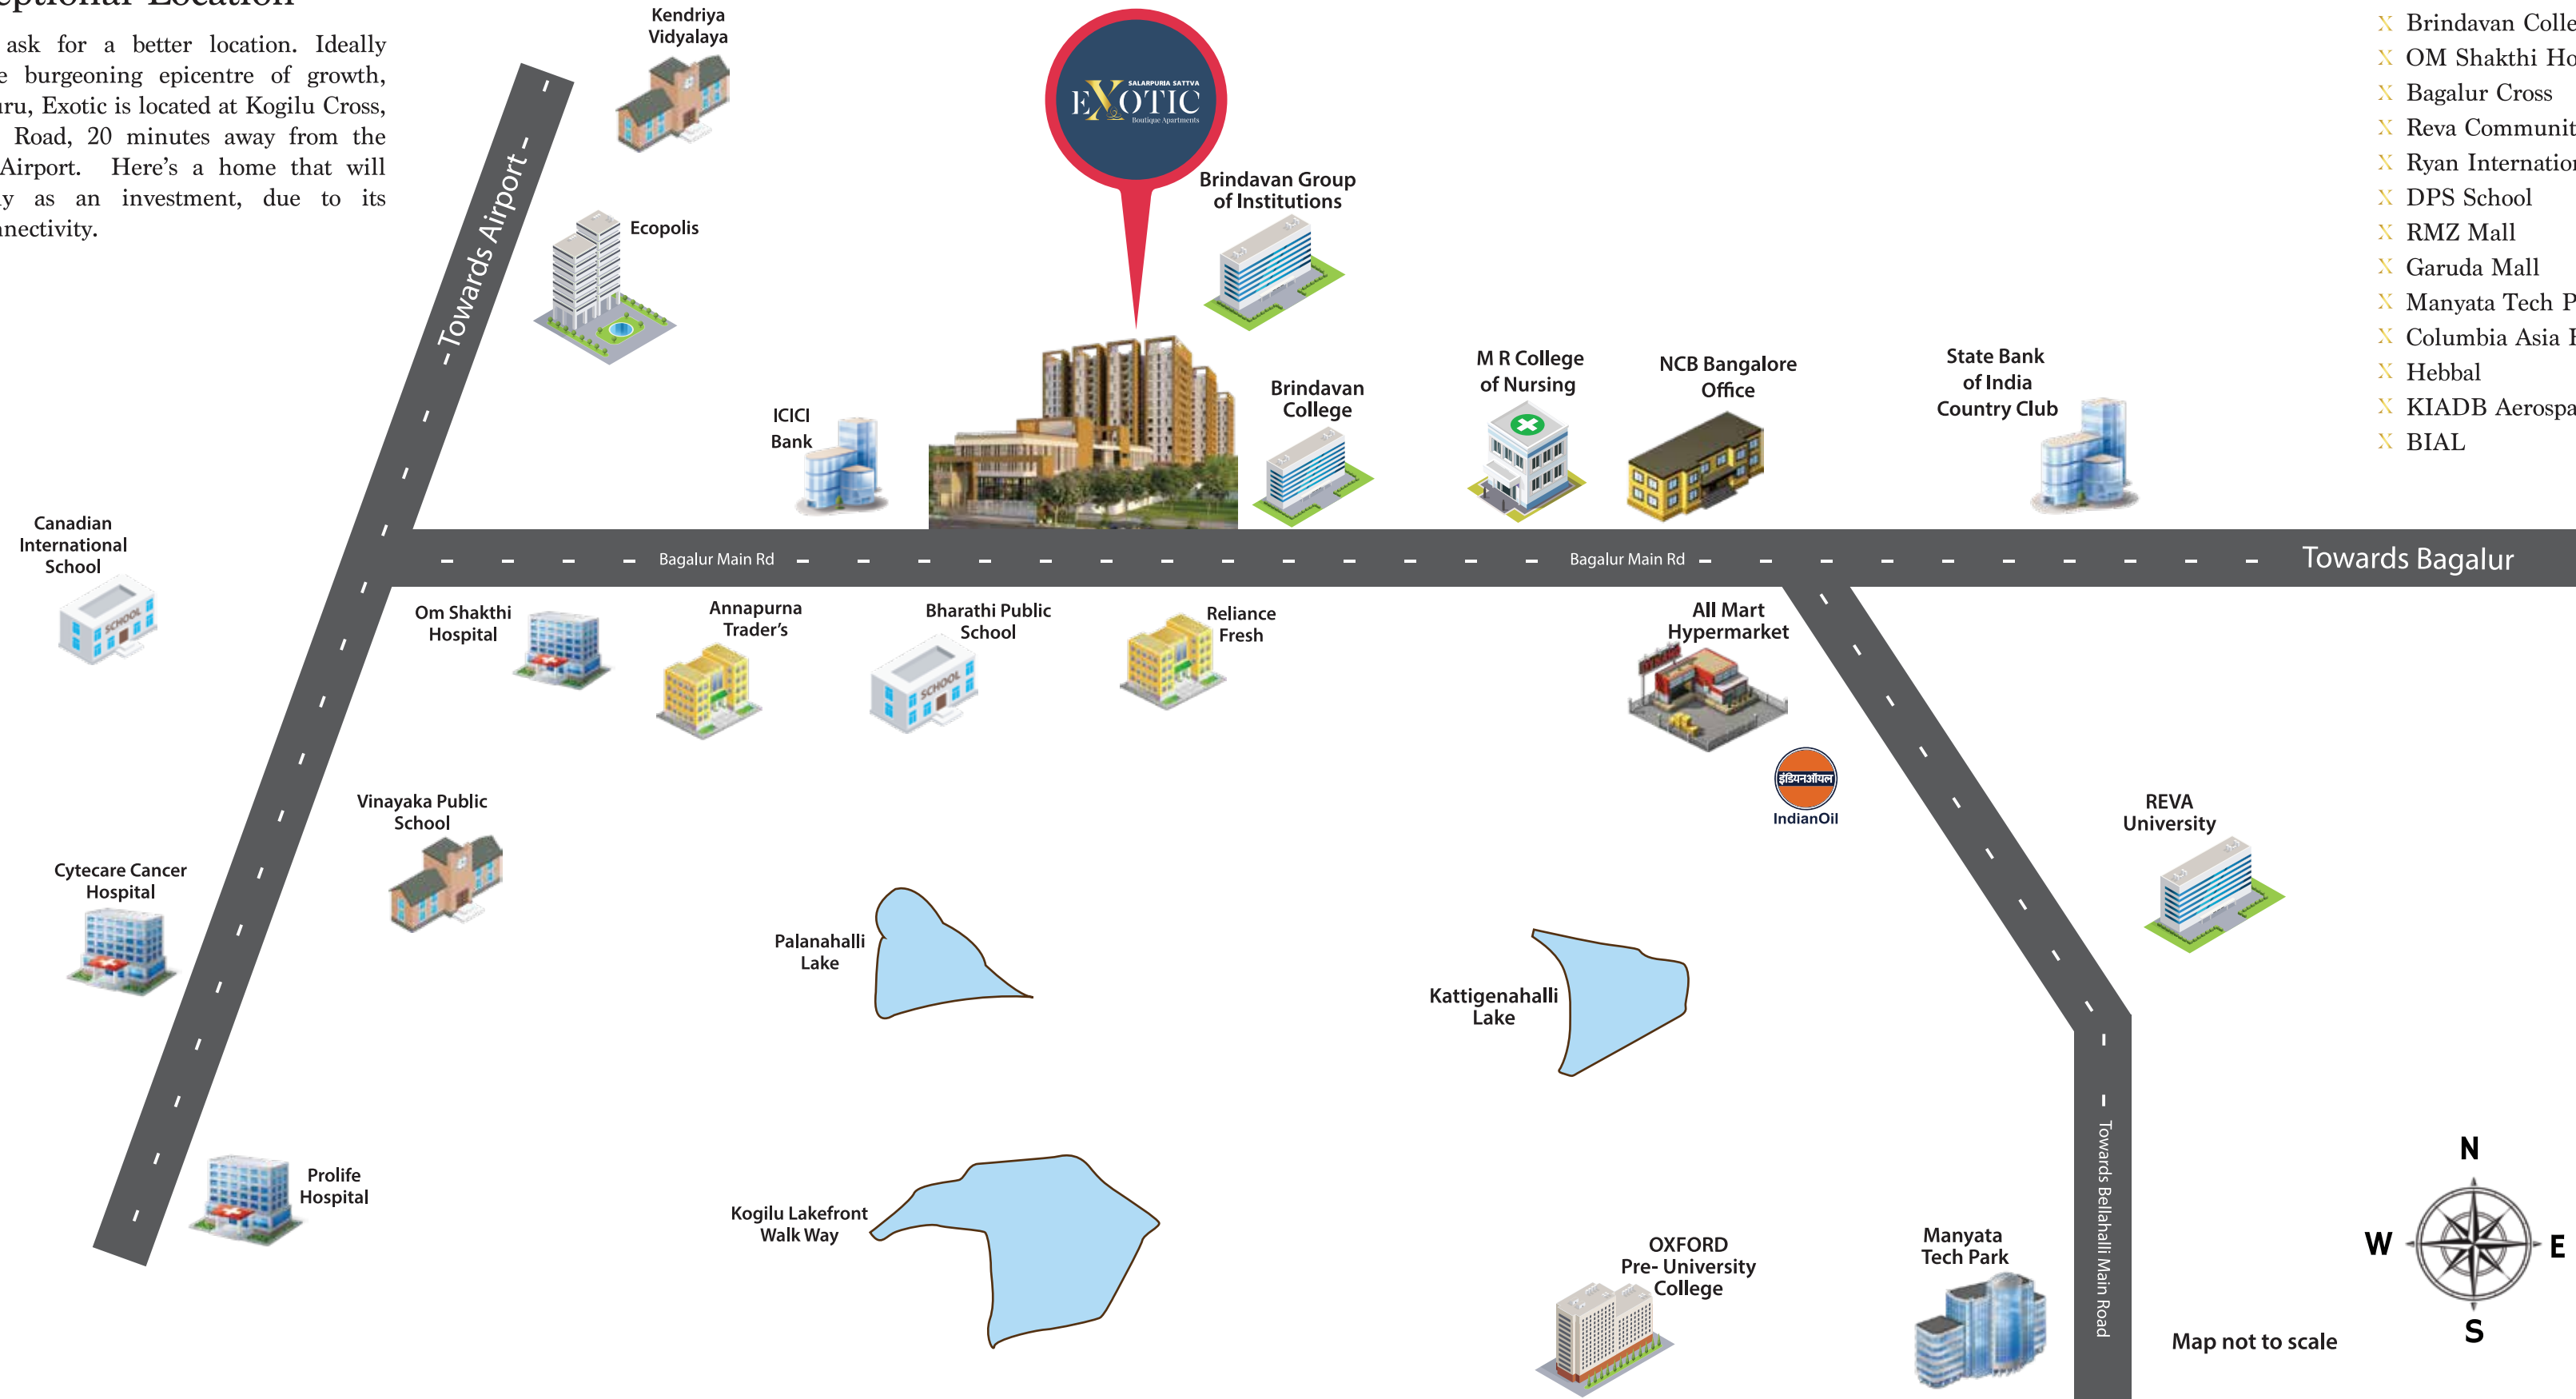 ask for a better location. Ideally
burgeoning epicentre of growth,
Exotic is located at Kogilu Cross,
Road, 20 minutes away from the
Airport. Here's a home that will
as an investment, due to its
Location
Kendriya
Vidyalaya
SALARPURIA SATTVA
EXOTIC
Boutique Apartments
Brindavan Group
of Institutions
- Towards Airport -
Ecopolis
ICICI
Bank
Brindavan
College
M R College
of Nursing
NCB Bangalore
Office
State Bank
of India
Country Club
X Brindavan
X OM Shakthi
X Bagalur Cross
X Reva
X Ryan
X DPS School
X RMZ Mall
X Garuda Mall
X Manyata Tech
X Columbia Asia
X Hebbal
X KIADB
X BIAL
Canadian
International
School
SCHOOL
Bagalur Main Rd
Bagalur Main Rd
Towards Bagalur
Om Shakthi
Hospital
Annapurna
Trader's
Bharathi Public
School
SCHOOL
Reliance
Fresh
All Mart
Hypermarket
इंडियनऑयल
IndianOil
Vinayaka Public
School
REVA
University
Cytecare Cancer
Hospital
Palanahalli
Lake
Kattigenahalli
Lake
Prolife
Hospital
Kogilu Lakefront
Walk Way
OXFORD
Pre- University
College
Manyata
Tech Park
Towards Bellahalli Main Road
N
W
E
S
Map not to scale